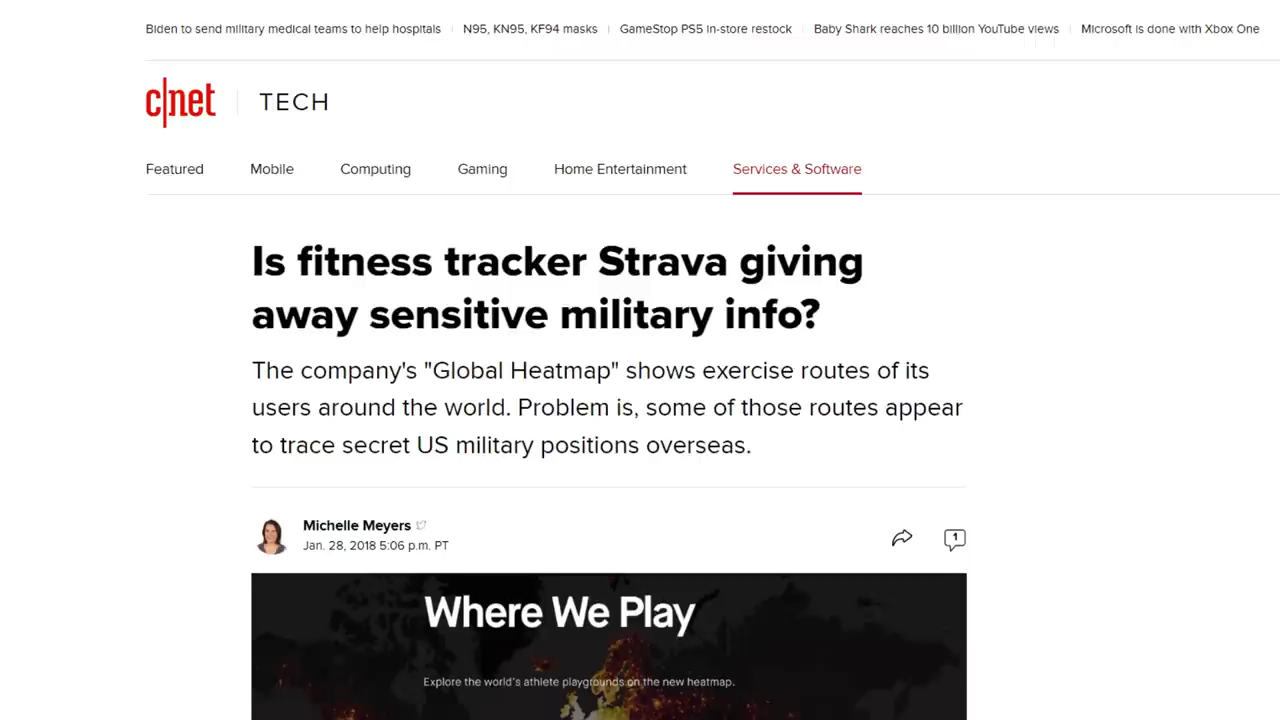 Biden to send military medical teams to help hospitals N95, KN95, KF94 masks GameStop PS5 in-store restock Baby Shark reaches 10 billion YouTube views Microsoft is done with Xbox One
c|net TECH
Featured Mobile Computing Gaming Home Entertainment Services & Software
Is fitness tracker Strava giving
away sensitive military info?
The company's "Global Heatmap" shows exercise routes of its
users around the world. Problem is, some of those routes appear
to trace secret US military positions overseas.
Michelle Meyers
Jan. 28, 2018 5:06 p.m. PT
1
Where We Play
Explore the world's athlete playgrounds on the new heatmap.